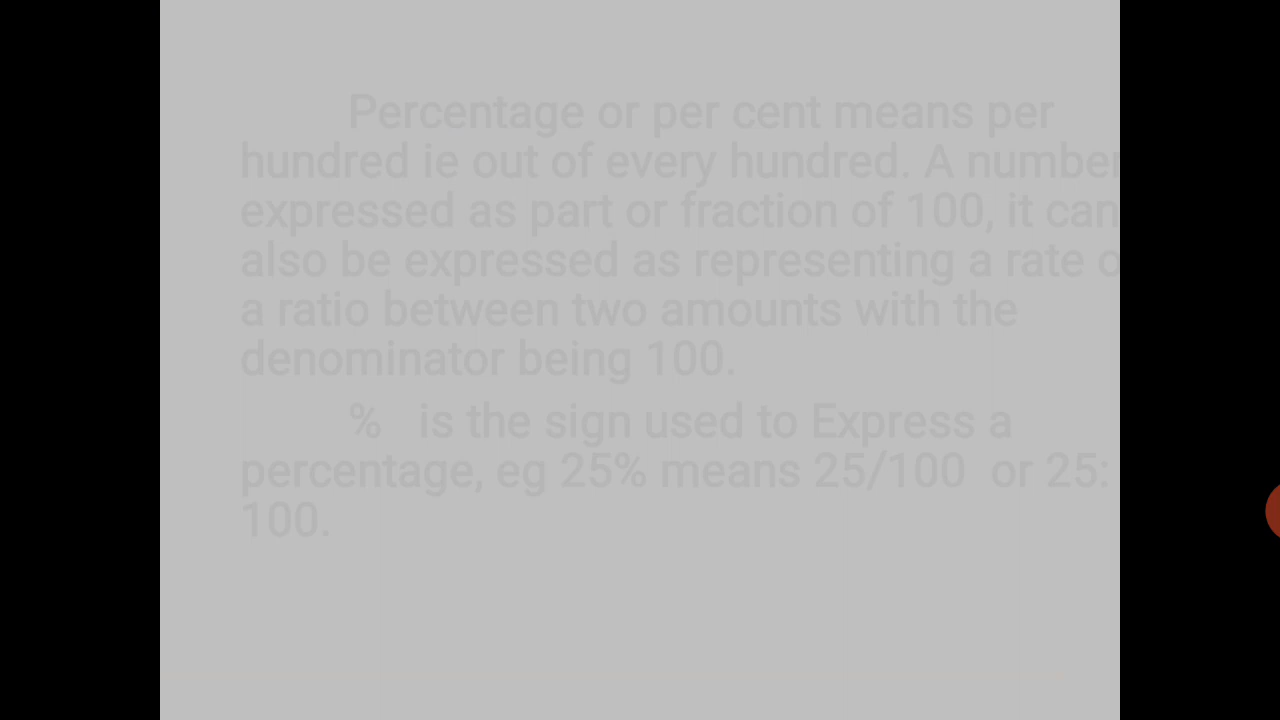 Percentage or per cent means per
hundred ie out of every hundred. A number
expressed as part or fraction of 100, it can
also be expressed as representing a rate
a ratio between two amounts with the
denominator being 100.
% is the sign used to Express a
percentage, eg 25% means 25/100 or 25:
100.